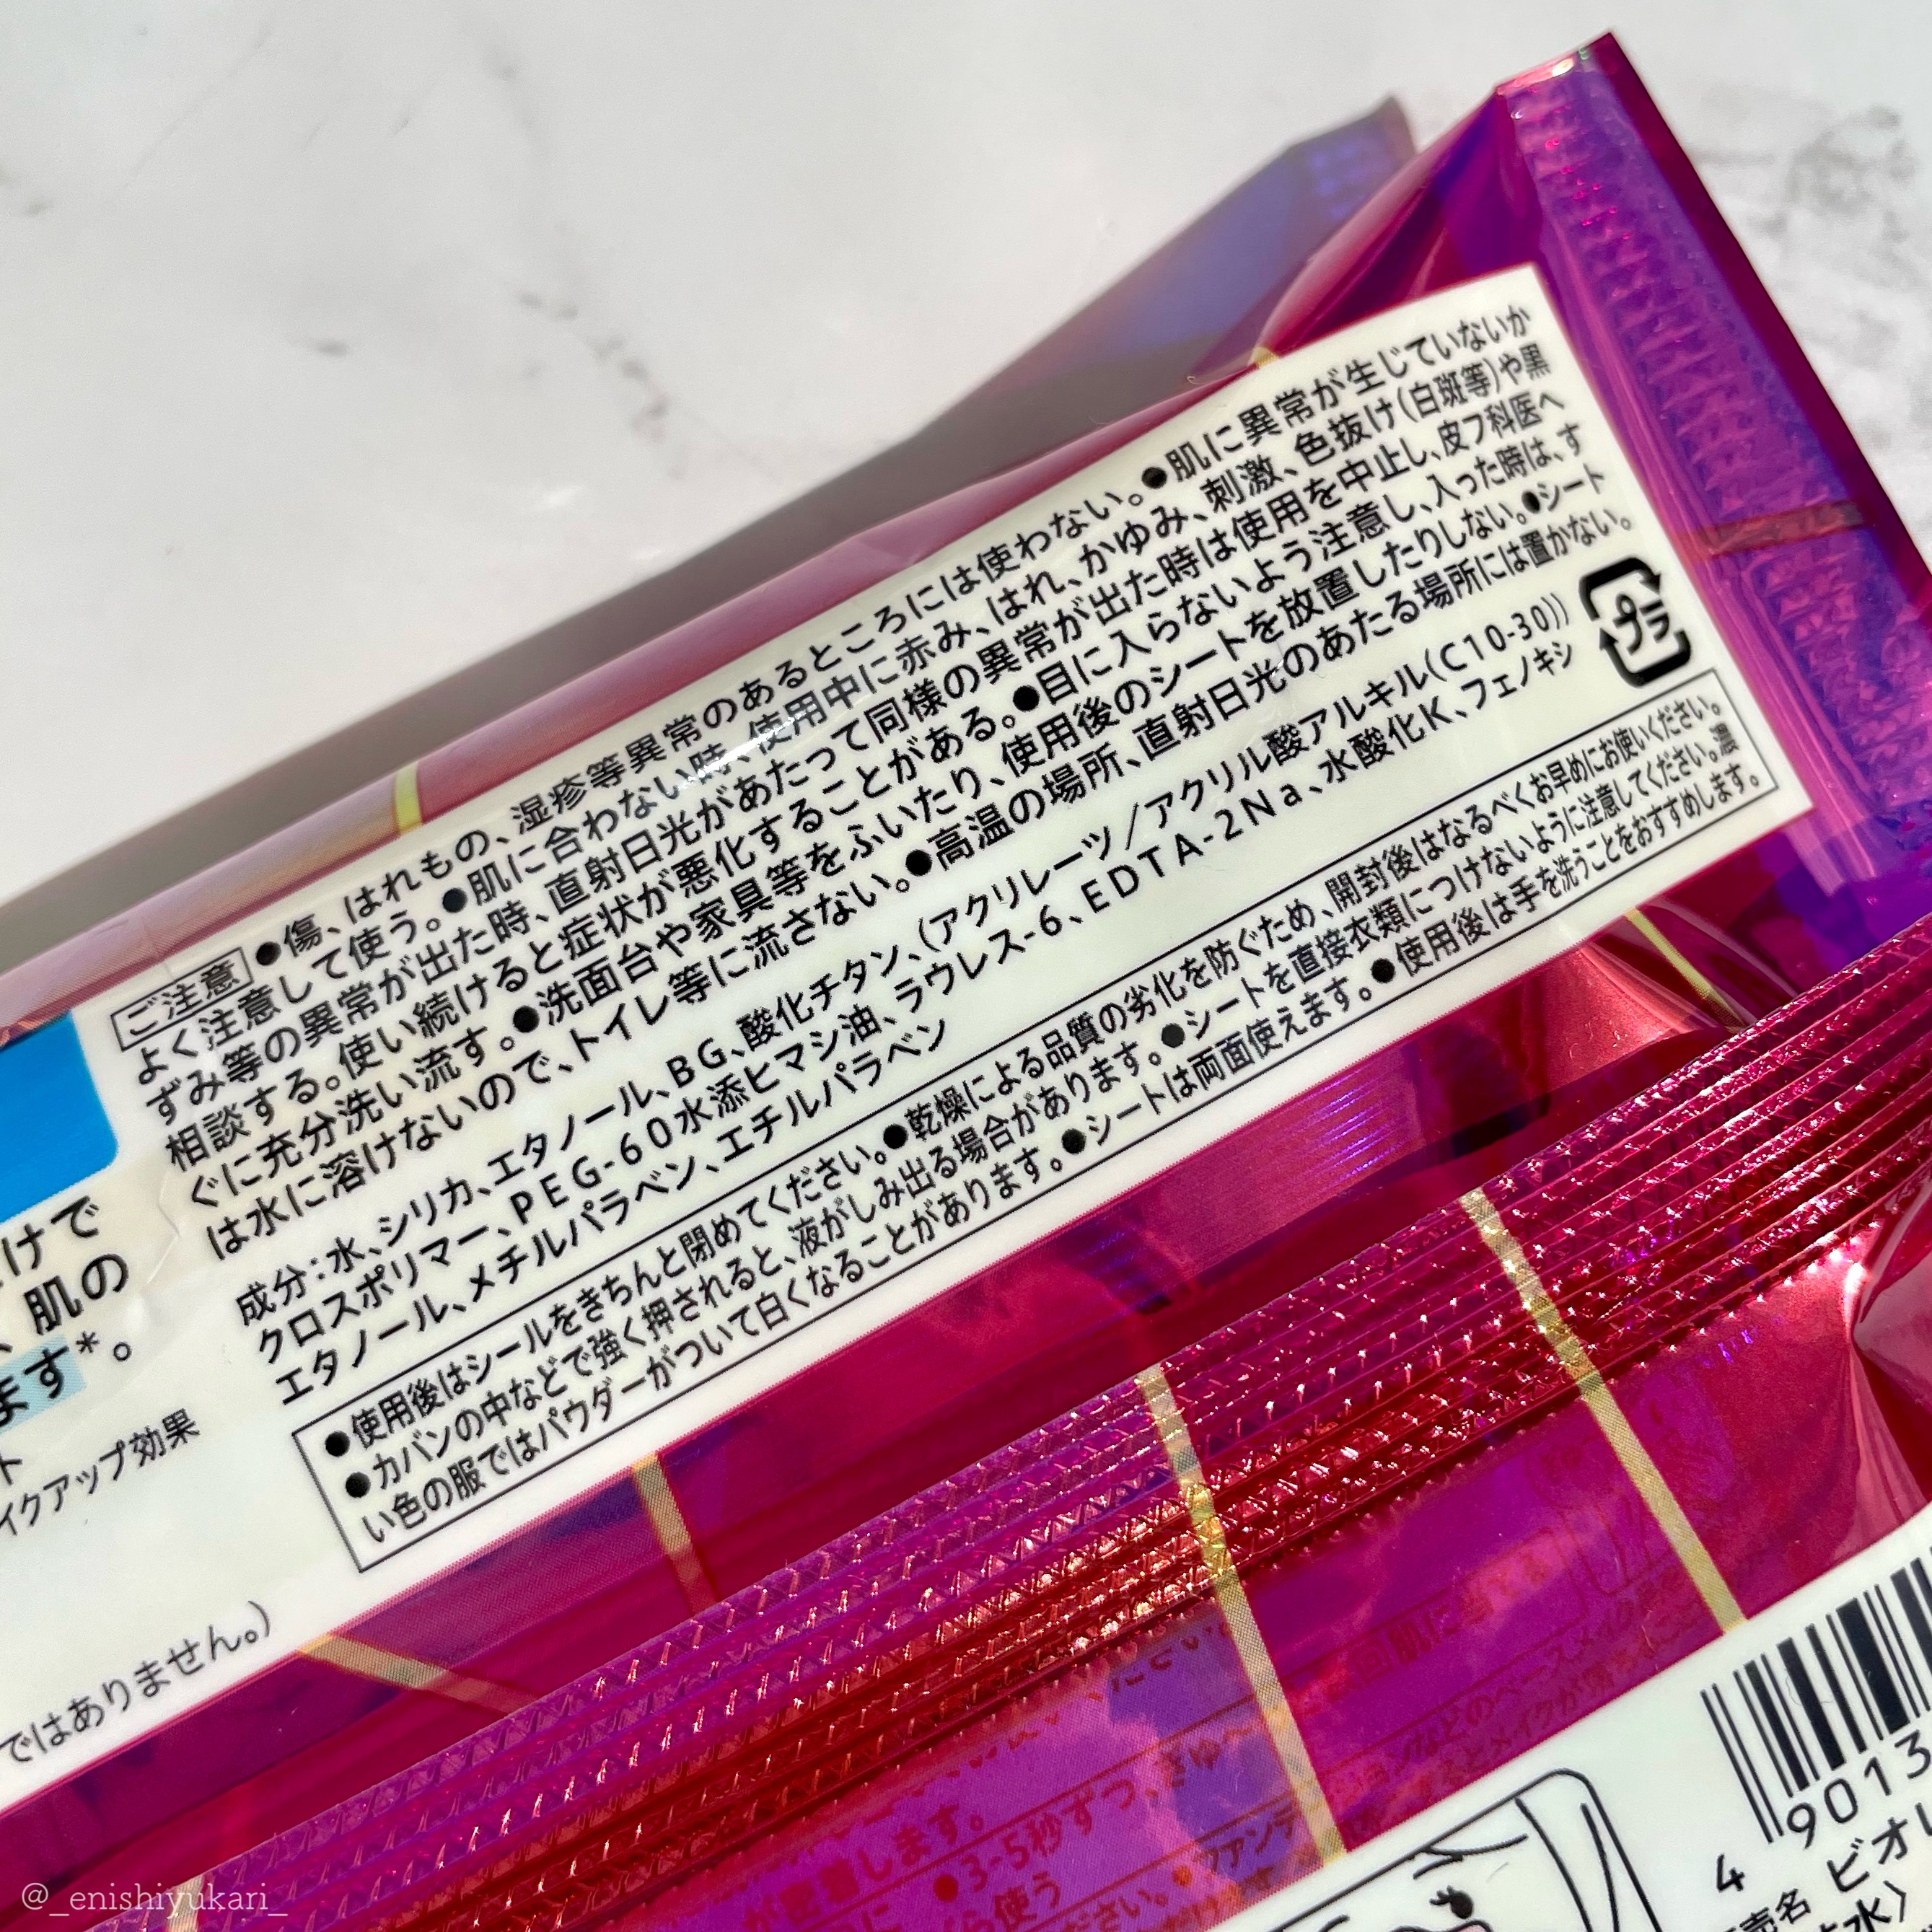 ご注意 ●傷、はれもの、湿疹等異常のあるところには使わない。●肌に異常が生じていないか
よく注意して使う。●肌に合わない時、使用中に赤み、はれ、かゆみ、刺激、色抜け(白斑等)や黒
ずみ等の異常が出た時、直射日光があたって同様の異常が出た時は使用を中止し、皮フ科医へ
相談する。使い続けると症状が悪化することがある。●目に入らないよう注意し、入った時は、す
ぐに充分洗い流す。●洗面台や家具等をふいたり、使用後のシートを放置したりしない。●シート
は水に溶けないので、トイレ等に流さない。●高温の場所、直射日光のあたる場所には置かない。
成分:水、シリカ、エタノール、BG、酸化チタン、(アクリレーツ/アクリル酸アルキル(C10-30))
クロスポリマー、PEG-60水添ヒマシ油、ラウレス-6、EDTA-2Na、水酸化K、フェノキシ
エタノール、メチルパラベン、エチルパラベン
プラ
●使用後はシールをきちんと閉めてください。●乾燥による品質の劣化を防ぐため、開封後はなるべくお早めにお使いください。
●カバンの中などで強く押されると、液がしみ出る場合があります。●シートを直接衣類につけないように注意してください。濃
い色の服ではパウダーがついて白くなることがあります。●シートは両面使えます。●使用後は手を洗うことをおすすめします。
けで
、肌の
ます*。
ト
イクアップ効果
ではありません。)
が密着します。
●3-5秒ずつ、ぎゅ〜
ら使う
4 9013
売名 ビオレ
水〉
@_enishiyukari_